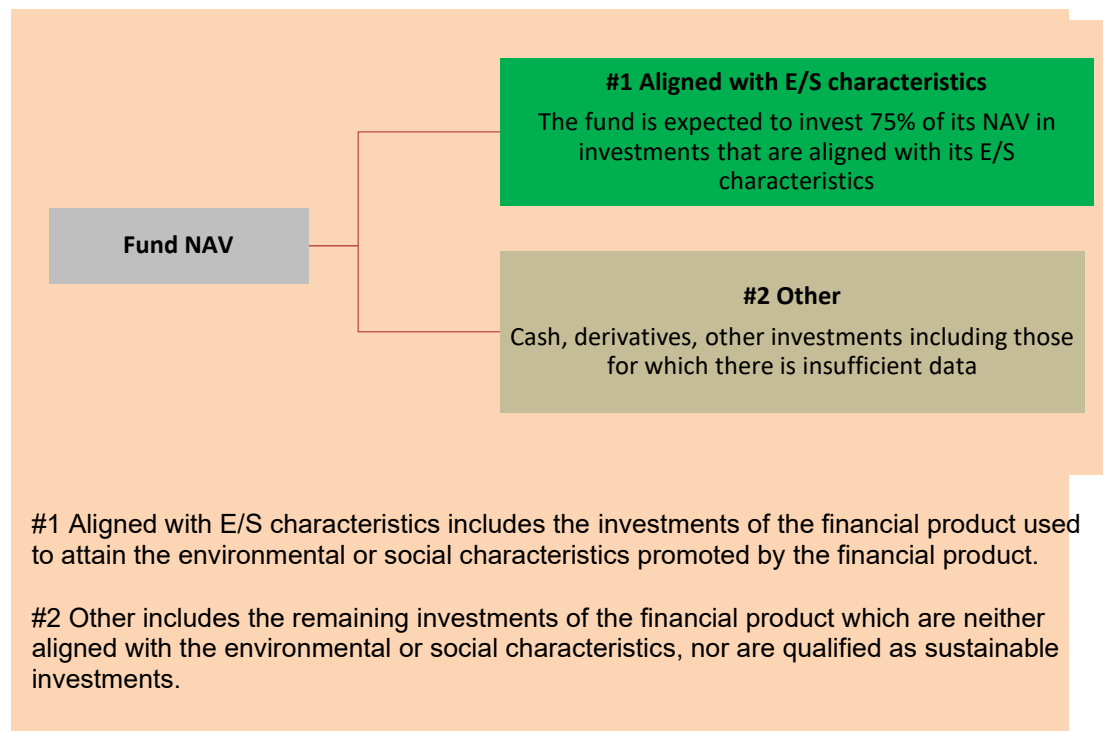 #1 Aligned with E/S characteristics
The fund is expected to invest 75% of its NAV in
investments that are aligned with its E/S
characteristics
Fund NAV
#2 Other
Cash, derivatives, other investments including those
for which there is insufficient data
#1 Aligned with E/S characteristics includes the investments of the financial product used
to attain the environmental or social characteristics promoted by the financial product.
#2 Other includes the remaining investments of the financial product which are neither
aligned with the environmental or social characteristics, nor are qualified as sustainable
investments.